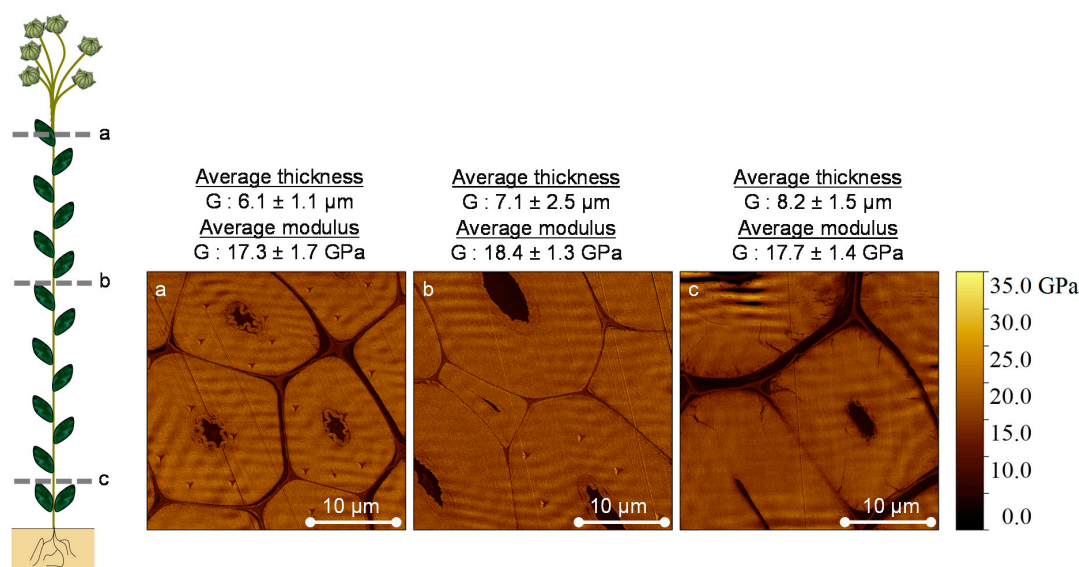 a
b
c
Average thickness
G : 6.1 ± 1.1 µm
Average modulus
G : 17.3 ± 1.7 GPa
Average thickness
G : 7.1 ± 2.5 µm
Average modulus
G : 18.4 ± 1.3 GPa
Average thickness
G : 8.2 ± 1.5 µm
Average modulus
G : 17.7 ± 1.4 GPa
a
10 µm
b
10 µm
c
10 µm
35.0 GPa
30.0
25.0
20.0
15.0
10.0
0.0